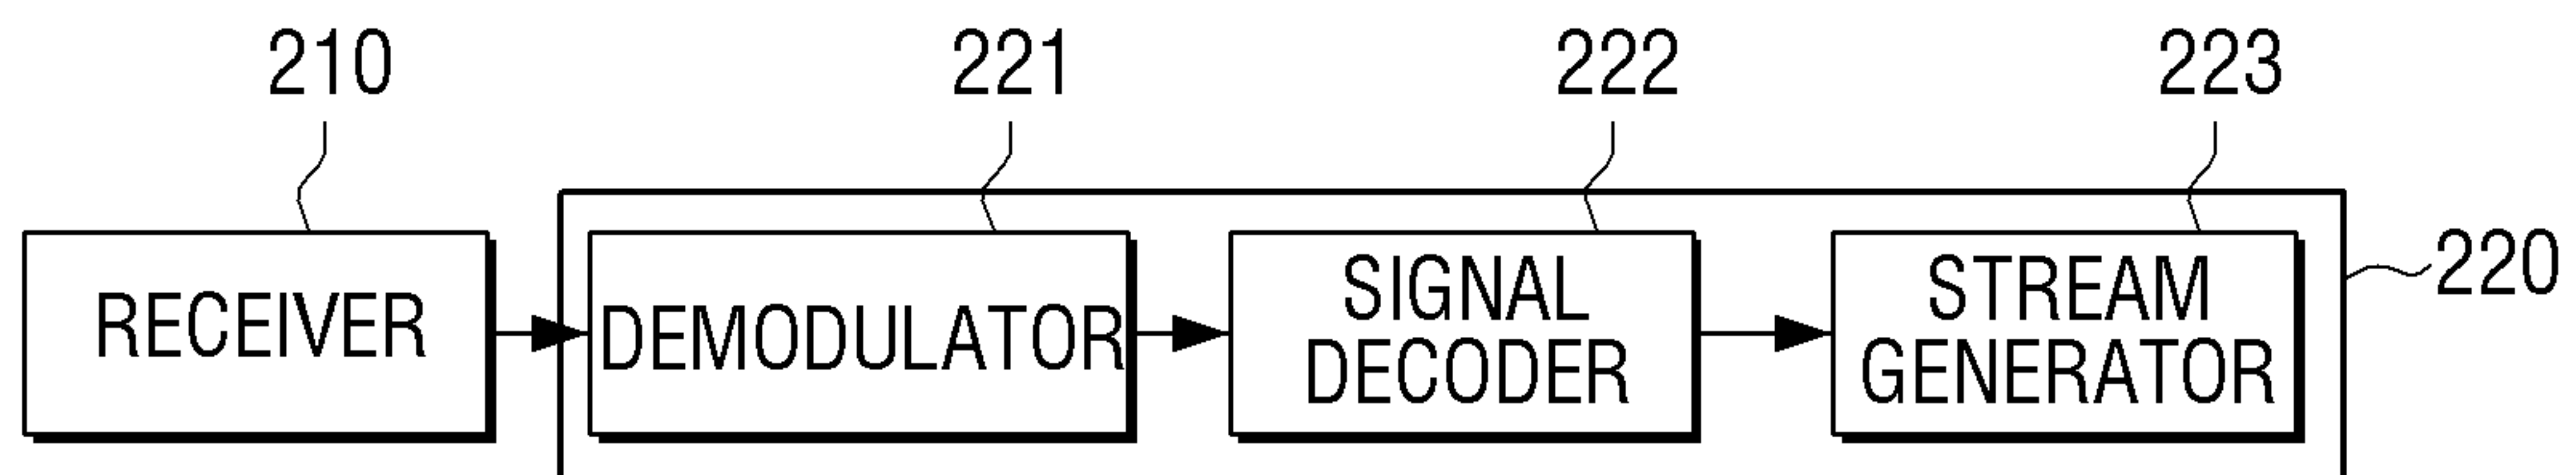 210
221
222
223
RECEIVER
DEMODULATOR
SIGNAL
DECODER
STREAM
GENERATOR
220